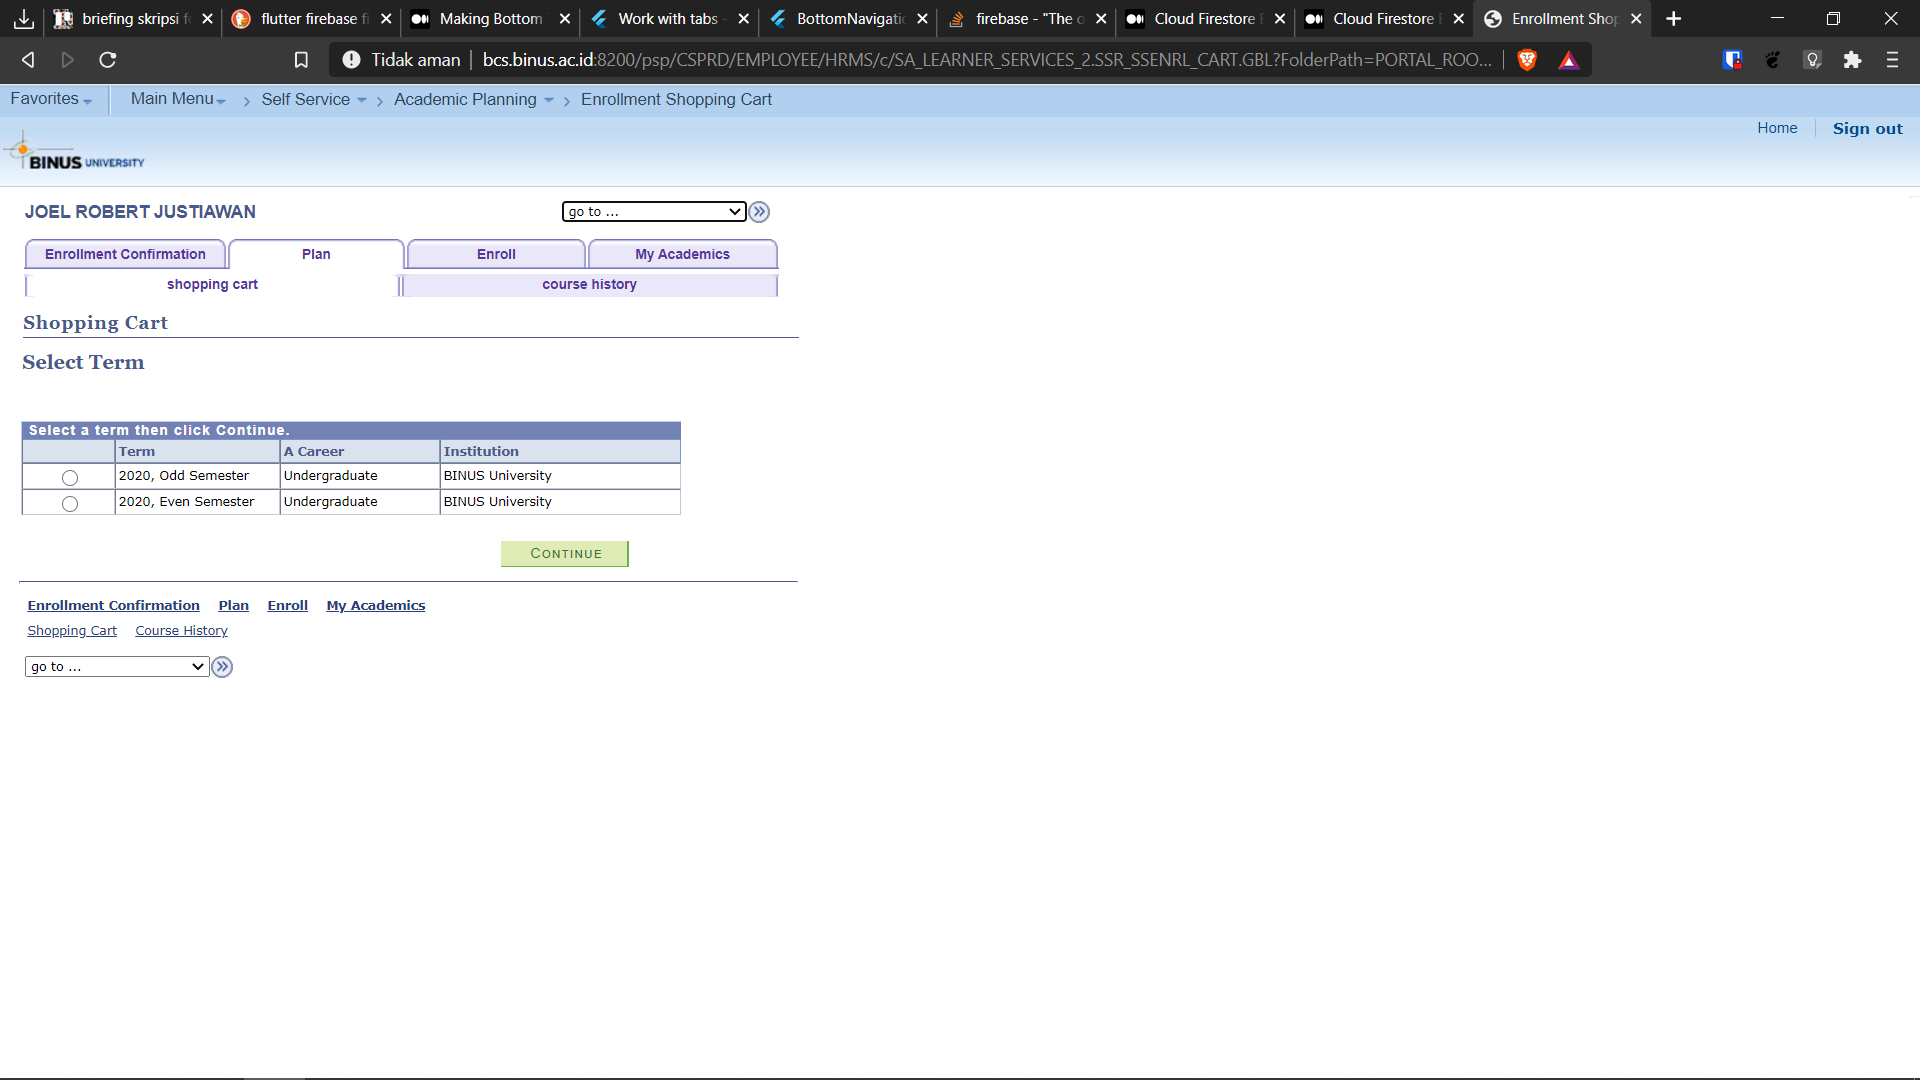 briefing skripsi fo
flutter firebase fi
Making Bottom
Work with tabs -
BottomNavigatio
firebase - "The o
Cloud Firestore
Cloud Firestore
Enrollment Shop
Tidak aman
bcs.binus.ac.id:8200/psp/CSPRD/EMPLOYEE/HRMS/c/SA_LEARNER_SERVICES_2.SSR_SSENRL_CART.GBL?FolderPath=PORTAL_ROO...
Favorites
Main Menu > Self Service > Academic Planning > Enrollment Shopping Cart
Home
Sign out
BINUS UNIVERSITY
JOEL ROBERT JUSTIAWAN
go to ...
Enrollment Confirmation
Plan
Enroll
My Academics
shopping cart
course history
Shopping Cart
Select Term
Select a term then click Continue.
Term A Career Institution
2020, Odd Semester Undergraduate BINUS University
2020, Even Semester Undergraduate BINUS University
CONTINUE
Enrollment Confirmation Plan Enroll My Academics
Shopping Cart Course History
go to ...